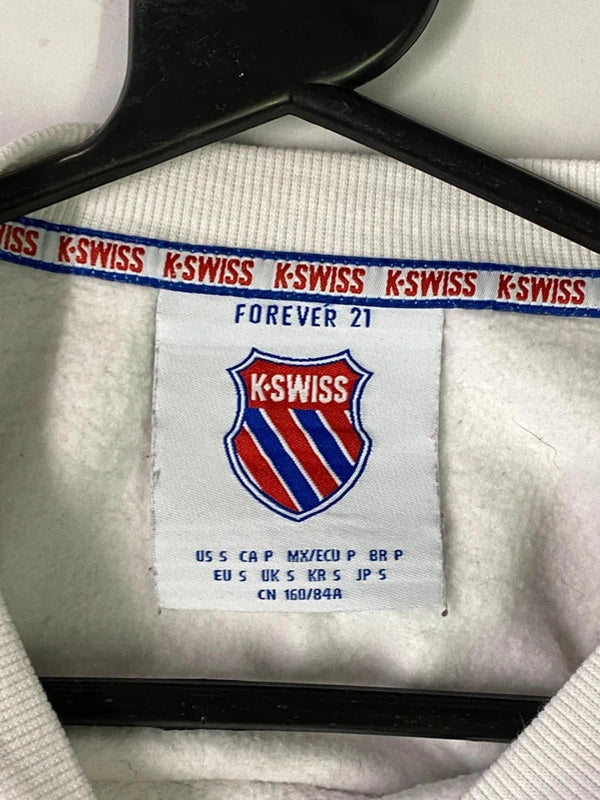 ISS K·SWISS K·SWISS K·SWISS K·SWISS K·SWISS
FOREVER 21
K·SWISS
US S CA P MX/ECU P BR P
EU S UK S KR S JP S
CN 160/84A